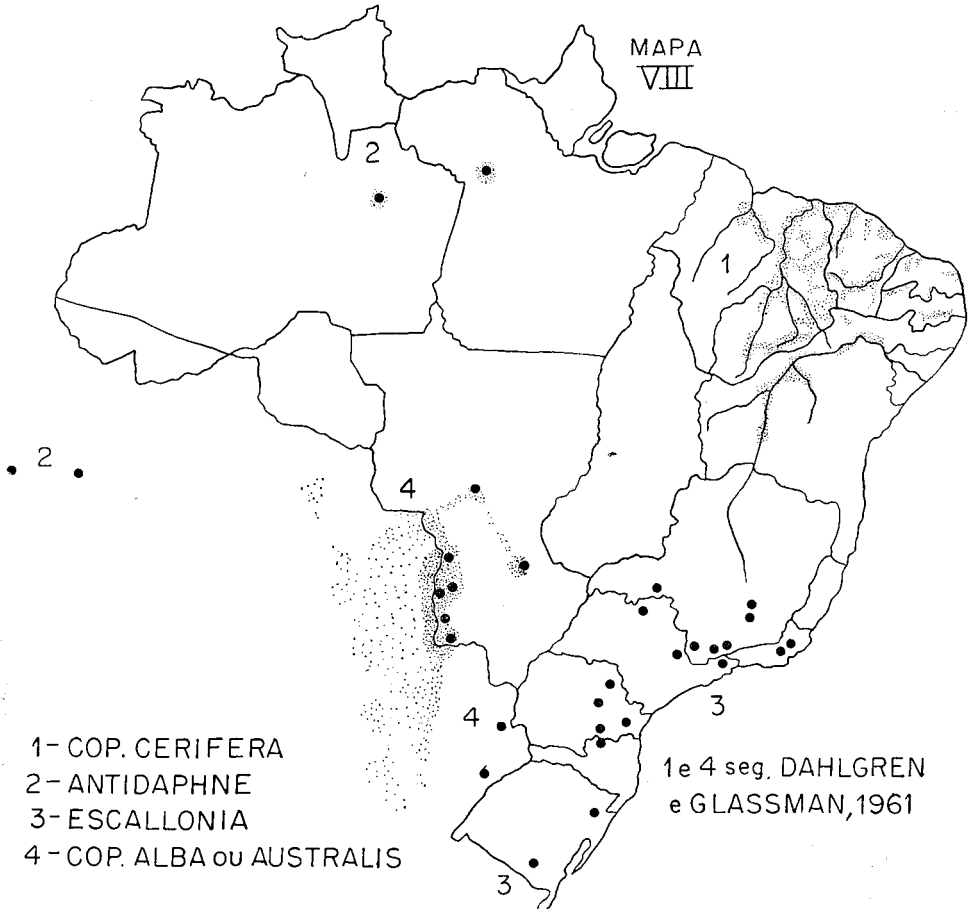 MAPA
VIII
2
1
2
4
3
4
1 - COP. CERIFERA
2 - ANTIDAPHNE
3 - ESCALLONIA
4 - COP. ALBA ou AUSTRALIS
1 e 4 seg. DAHLGREN
e GLASSMAN, 1961
3